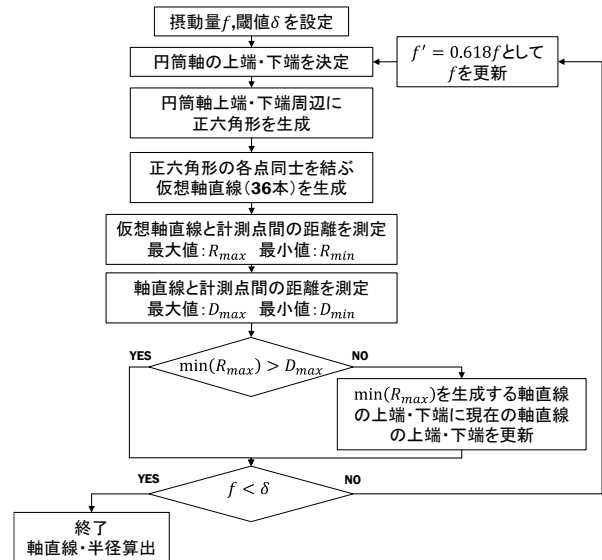 摂動量f,閾値δを設定
円筒軸の上端・下端を決定
f′ = 0.618fとして
fを更新
円筒軸上端・下端周辺に
正六角形を生成
正六角形の各点同士を結ぶ
仮想軸直線(36本)を生成
仮想軸直線と計測点間の距離を測定
最大値:R_max 最小値:R_min
軸直線と計測点間の距離を測定
最大値:D_max 最小値:D_min
YES
min(R_max) > D_max
NO
min(R_max)を生成する軸直線
の上端・下端に現在の軸直線
の上端・下端を更新
YES
f < δ
NO
終了
軸直線・半径算出